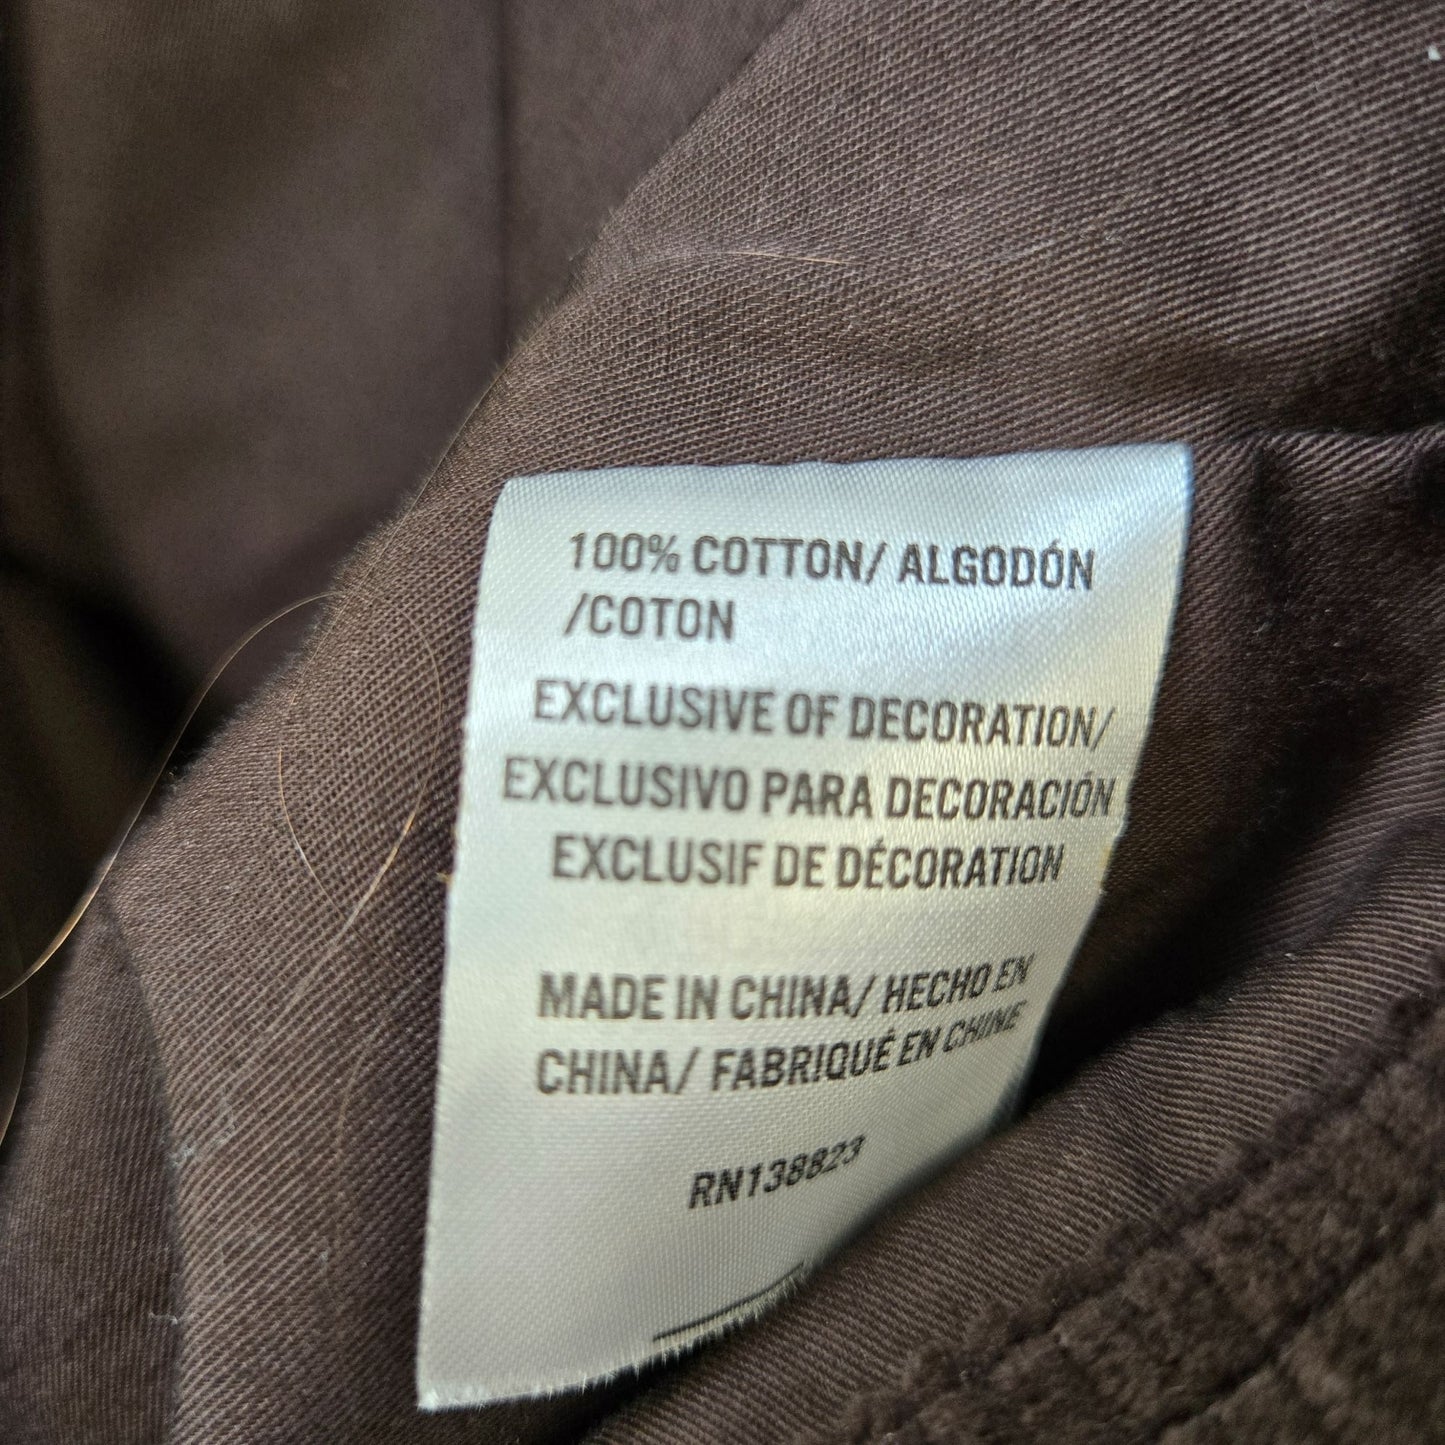 100% COTTON/ ALGODÓN
/COTON
EXCLUSIVE OF DECORATION/
EXCLUSIVO PARA DECORACIÓN
EXCLUSIF DE DÉCORATION
MADE IN CHINA/ HECHO EN
CHINA/ FABRIQUÉ EN CHINE
RN138823